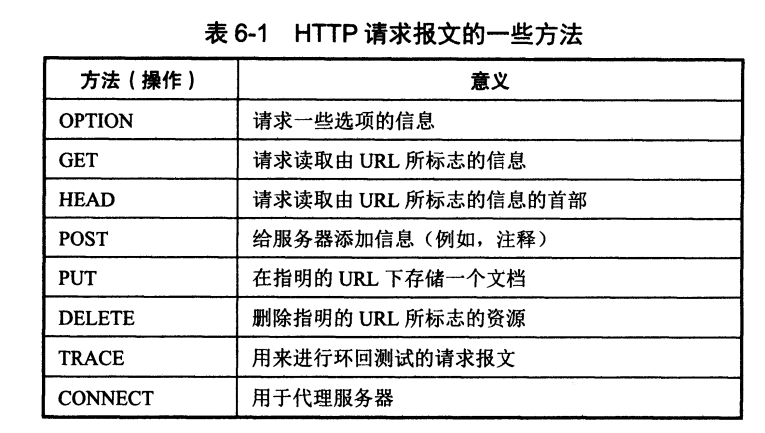 表 6-1 HTTP 请求报文的一些方法
方法（操作） 意义
OPTION 请求一些选项的信息
GET 请求读取由 URL 所标志的信息
HEAD 请求读取由 URL 所标志的信息的首部
POST 给服务器添加信息（例如，注释）
PUT 在指明的 URL 下存储一个文档
DELETE 删除指明的 URL 所标志的资源
TRACE 用来进行环回测试的请求报文
CONNECT 用于代理服务器